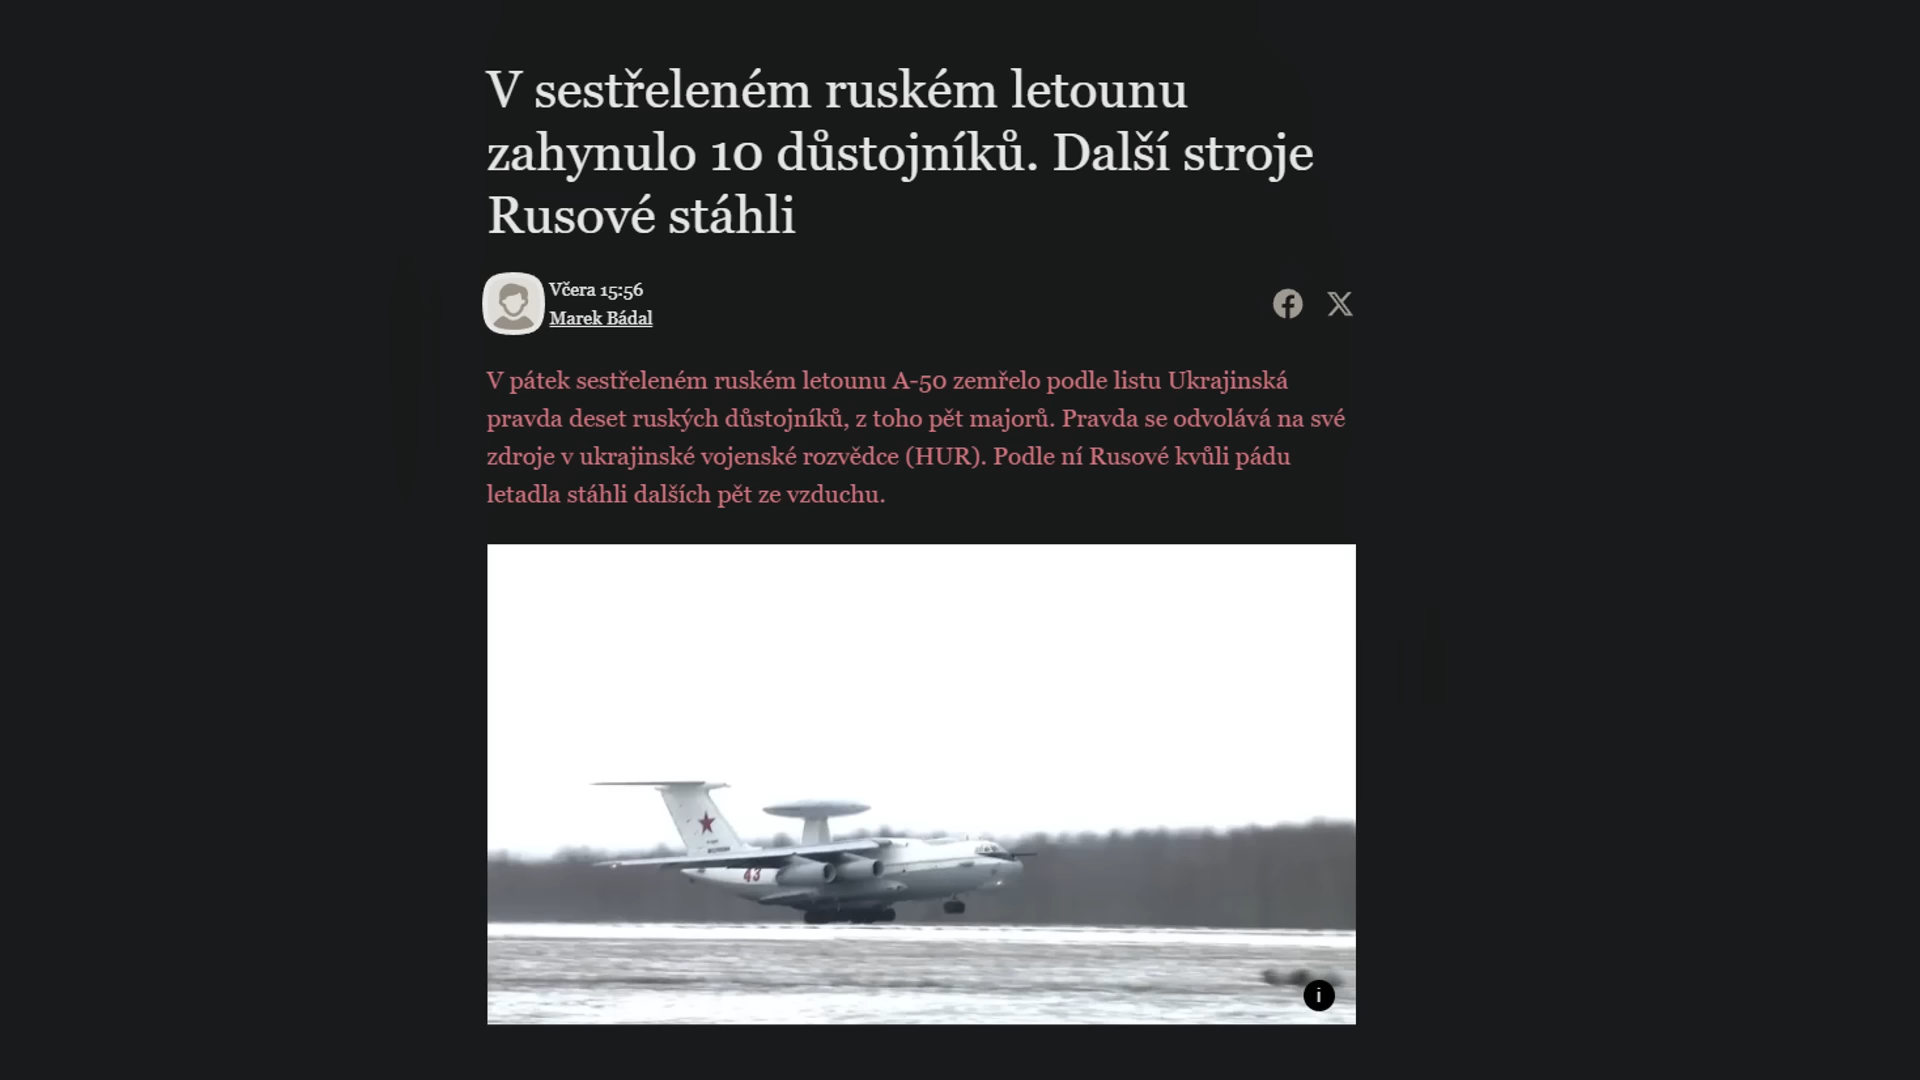 V sestřeleném ruském letounu
zahynulo 10 důstojníků. Další stroje
Rusové stáhli
Včera 15:56
Marek Bádal
V pátek sestřeleném ruském letounu A-50 zemřelo podle listu Ukrajinská
pravda deset ruských důstojníků, z toho pět majorů. Pravda se odvolává na své
zdroje v ukrajinské vojenské rozvědce (HUR). Podle ní Rusové kvůli pádu
letadla stáhli dalších pět ze vzduchu.
43
i